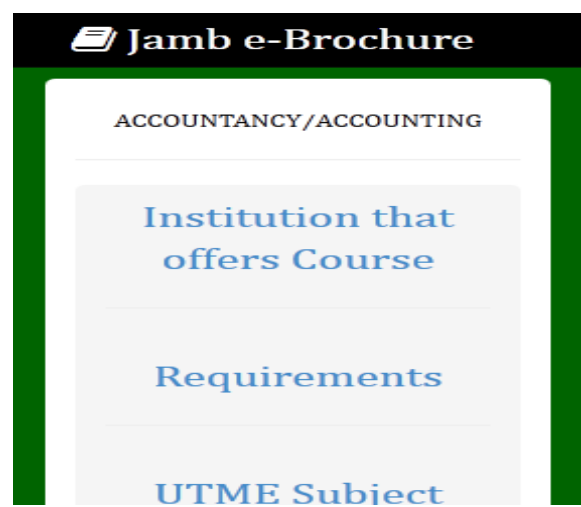 Jamb e-Brochure
ACCOUNTANCY/ACCOUNTING
Institution that
offers Course
Requirements
UTME Subject